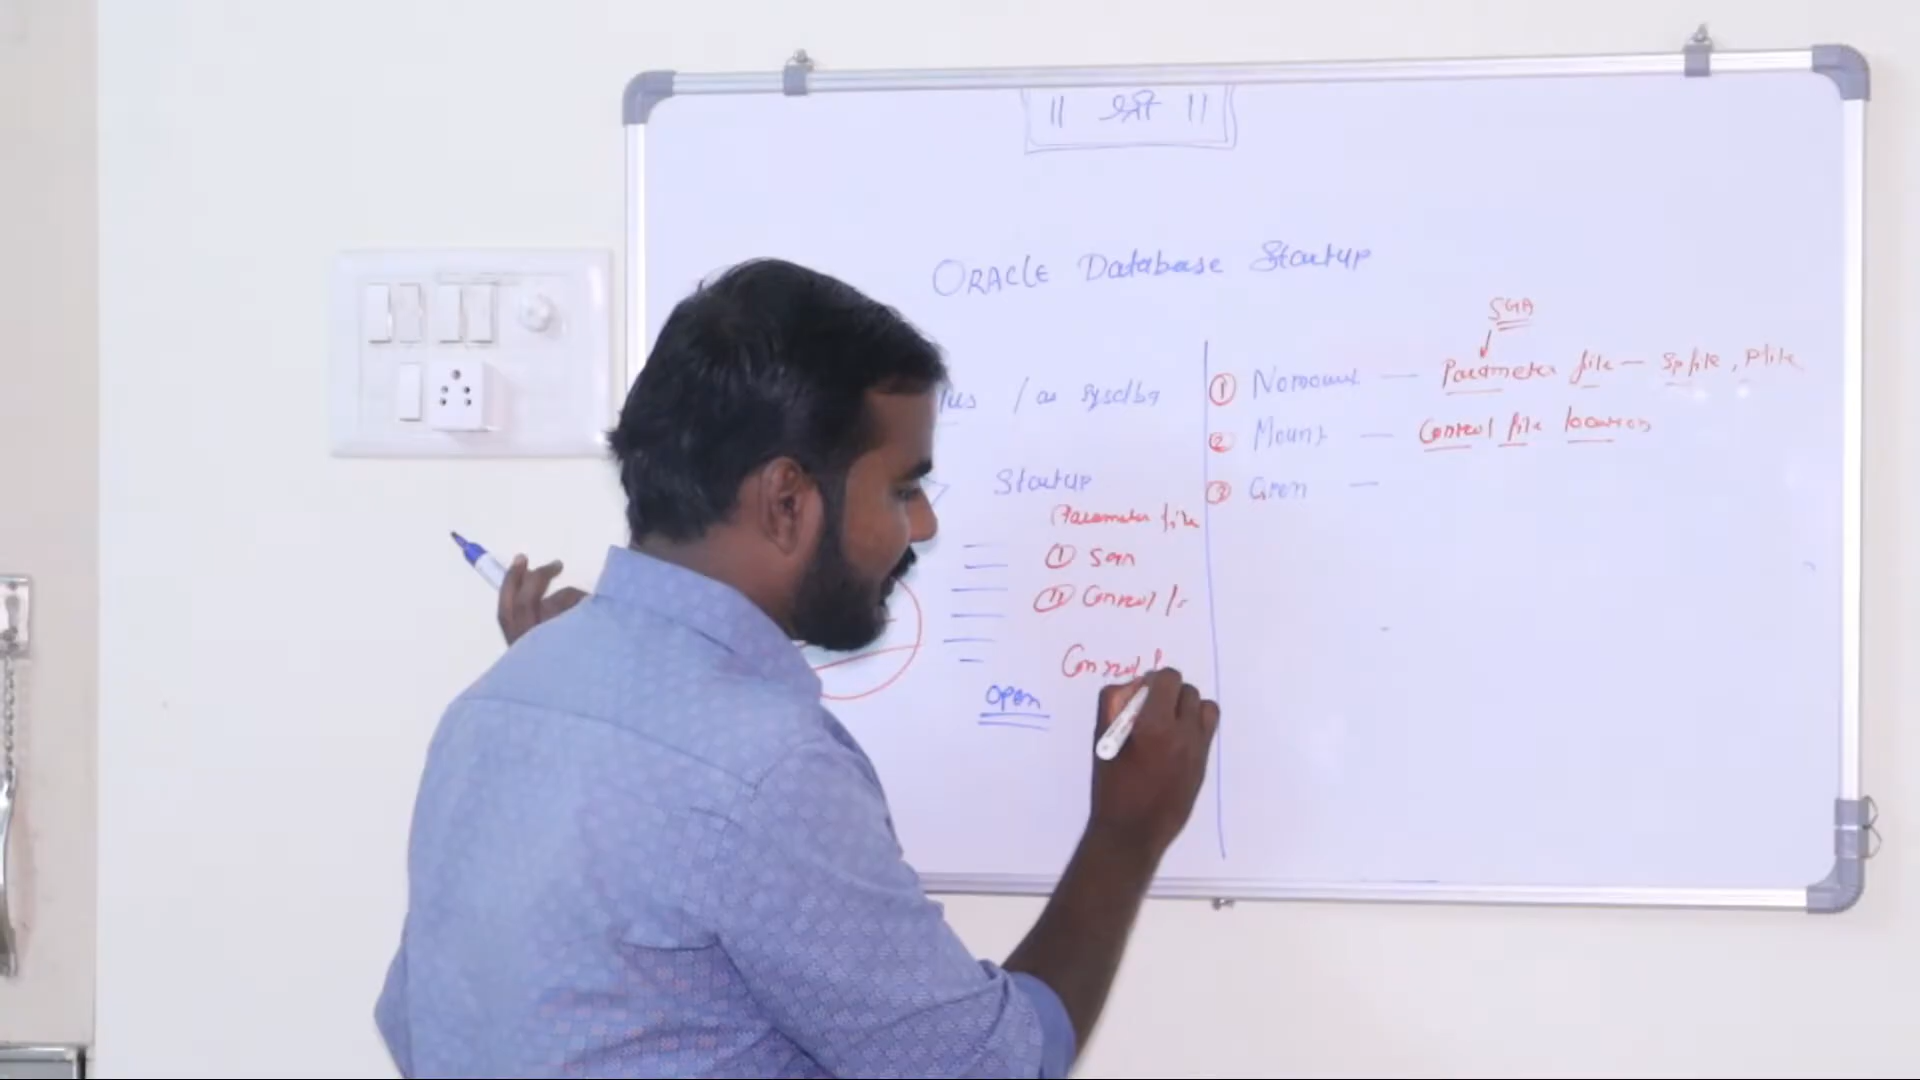 || श्री ||
ORACLE Database Startup
/ as sysdba
Startup
Parameter file
① SGA
② Control f.
Control f
Open
SGA
① Nomount — Parameter file — Spfile, Pfile
② Mount — Control file location
③ Open —